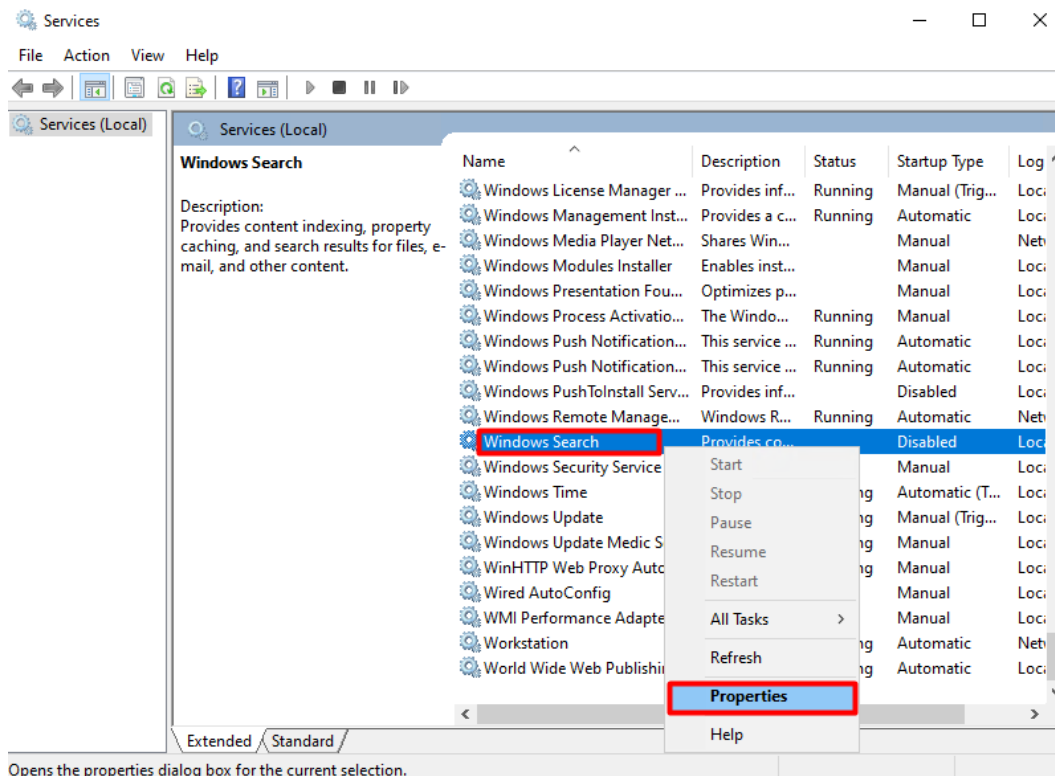 Services
File Action View Help
Services (Local)
Services (Local)
Windows Search
Description:
Provides content indexing, property
caching, and search results for files, e-
mail, and other content.
Name Description Status Startup Type Log
Windows License Manager ... Provides inf... Running Manual (Trig... Loca
Windows Management Inst... Provides a c... Running Automatic Loca
Windows Media Player Net... Shares Win... Manual Netw
Windows Modules Installer Enables inst... Manual Loca
Windows Presentation Fou... Optimizes p... Manual Loca
Windows Process Activatio... The Windo... Running Manual Loca
Windows Push Notification... This service ... Running Automatic Loca
Windows Push Notification... This service ... Running Automatic Loca
Windows PushToInstall Serv... Provides inf... Disabled Loca
Windows Remote Manage... Windows R... Running Automatic Netw
Windows Search Provides co... Disabled Loca
Windows Security Service Manual Loca
Windows Time ng Automatic (T... Loca
Windows Update ng Manual (Trig... Loca
Windows Update Medic S ng Manual Loca
WinHTTP Web Proxy Auto ng Manual Loca
Wired AutoConfig Manual Loca
WMI Performance Adapte Manual Loca
Workstation ng Automatic Netw
World Wide Web Publishi ng Automatic Loca
Start
Stop
Pause
Resume
Restart
All Tasks
Refresh
Properties
Help
Extended Standard
Opens the properties dialog box for the current selection.